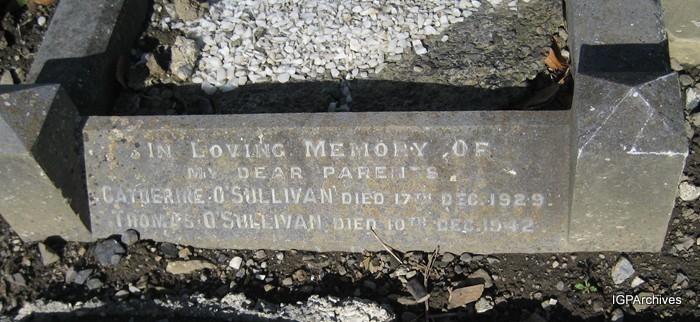 In Loving Memory Of
MY DEAR PARENTS
CATHERINE O'SULLIVAN DIED 17TH DEC. 1929.
THOMAS O'SULLIVAN DIED 10TH DEC. 1942
IGPArchives